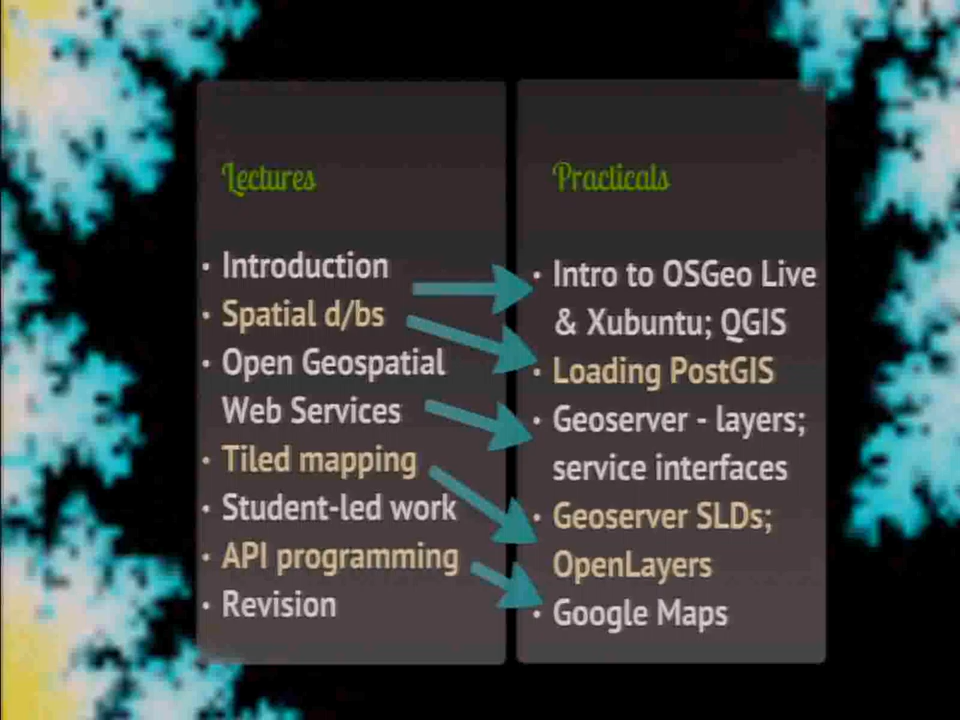 Lectures
· Introduction
· Spatial d/bs
· Open Geospatial
Web Services
· Tiled mapping
· Student-led work
· API programming
· Revision
Practicals
· Intro to OSGeo Live
& Xubuntu; QGIS
· Loading PostGIS
· Geoserver - layers;
service interfaces
· Geoserver SLDs;
OpenLayers
· Google Maps